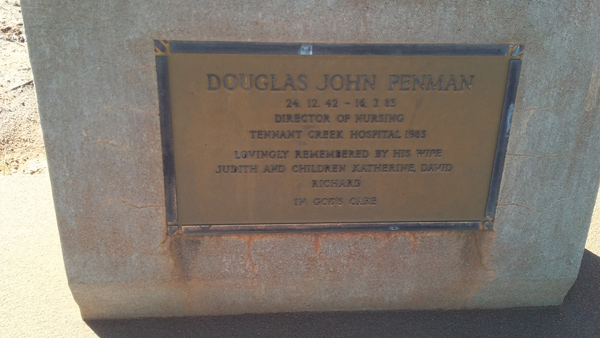 DOUGLAS JOHN PENMAN
24. 12. 42 - 16. 7. 85
DIRECTOR OF NURSING
TENNANT CREEK HOSPITAL 1985
LOVINGLY REMEMBERED BY HIS WIFE
JUDITH AND CHILDREN KATHERINE, DAVID
RICHARD
IN GOD'S CARE